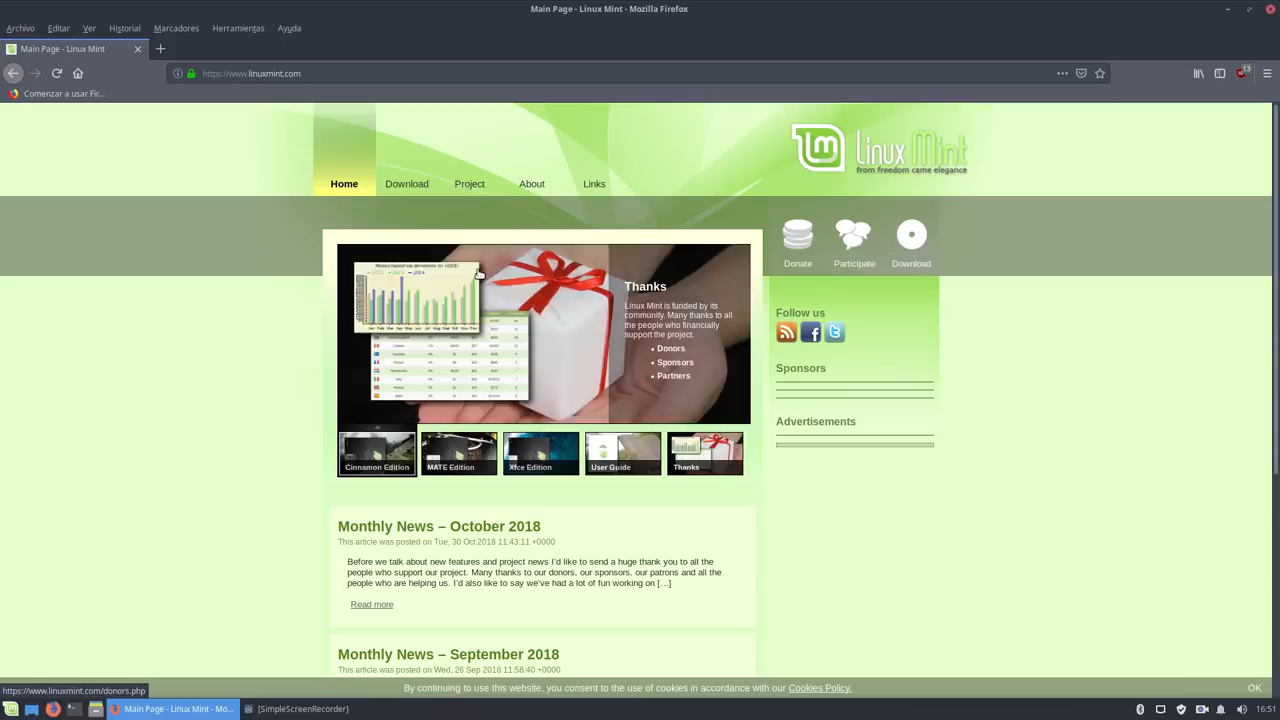 Main Page - Linux Mint - Mozilla Firefox
Archivo Editar Ver Historial Marcadores Herramientas Ayuda
Main Page - Linux Mint
https://www.linuxmint.com
13
Comenzar a usar Fir...
Linux Mint
from freedom came elegance
Home Download Project About Links
Donate Participate Download
Thanks
Linux Mint is funded by its
community. Many thanks to all
the people who financially
support the project.
• Donors
• Sponsors
• Partners
Follow us
Sponsors
Advertisements
Cinnamon Edition MATE Edition Xfce Edition User Guide Thanks
Monthly News – October 2018
This article was posted on Tue, 30 Oct 2018 11:43:11 +0000
Before we talk about new features and project news I'd like to send a huge thank you to all the
people who support our project. Many thanks to our donors, our sponsors, our patrons and all the
people who are helping us. I'd also like to say we've had a lot of fun working on […]
Read more
Monthly News – September 2018
This article was posted on Wed, 26 Sep 2018 11:58:40 +0000
By continuing to use this website, you consent to the use of cookies in accordance with our Cookies Policy. OK
https://www.linuxmint.com/donors.php
Main Page - Linux Mint - Mo... [SimpleScreenRecorder] 16:51